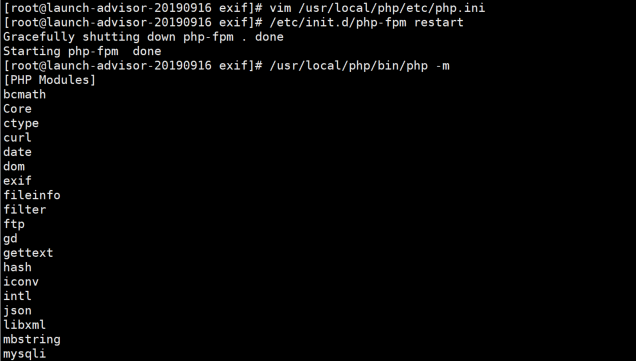 [root@launch-advisor-20190916 exif]# vim /usr/local/php/etc/php.ini
[root@launch-advisor-20190916 exif]# /etc/init.d/php-fpm restart
Gracefully shutting down php-fpm . done
Starting php-fpm  done
[root@launch-advisor-20190916 exif]# /usr/local/php/bin/php -m
[PHP Modules]
bcmath
Core
ctype
curl
date
dom
exif
fileinfo
filter
ftp
gd
gettext
hash
iconv
intl
json
libxml
mbstring
mysqli